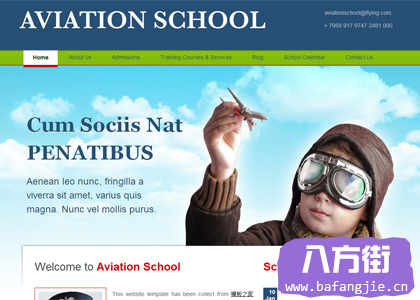 AVIATION SCHOOL
aviationschool@flying.com
+ 7958 917 9747 2461 000
Home About Us Admissions Training Courses & Services Blog School Calendar Contact Us
Cum Sociis Nat
PENATIBUS
Aenean leo nunc, fringilla a
viverra sit amet, varius quis
magna. Nunc vel mollis purus.
Welcome to Aviation School
Sc
This website template has been collect from 模板之家
10
Jan
八方街
www.bafangjie.cn